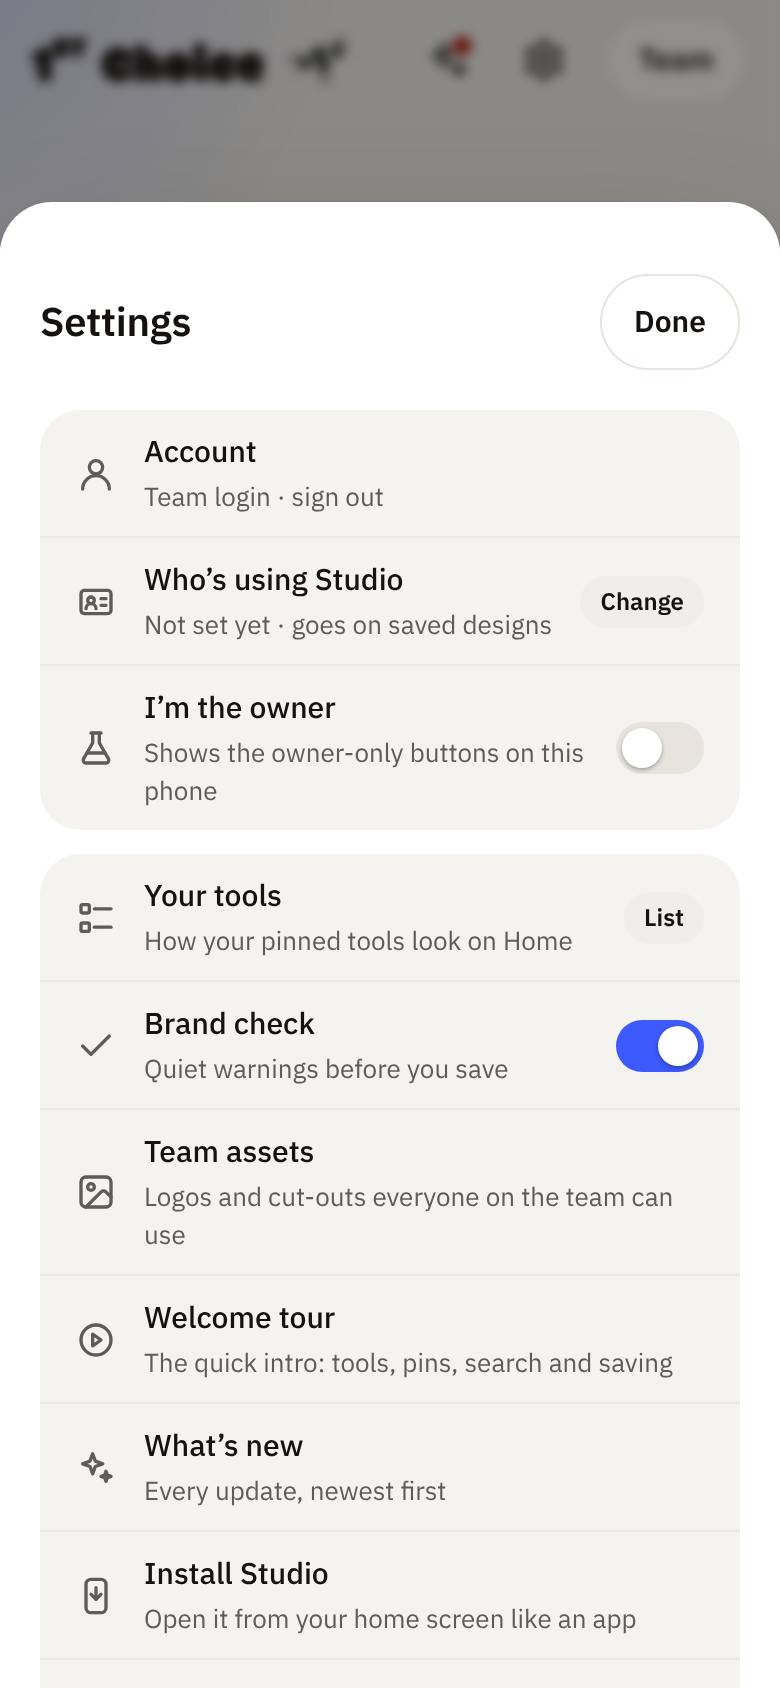 1ST Choice
Team
Settings
Done
Account
Team login · sign out
Who’s using Studio
Not set yet · goes on saved designs
Change
I’m the owner
Shows the owner-only buttons on this
phone
Your tools
How your pinned tools look on Home
List
Brand check
Quiet warnings before you save
Team assets
Logos and cut-outs everyone on the team can
use
Welcome tour
The quick intro: tools, pins, search and saving
What’s new
Every update, newest first
Install Studio
Open it from your home screen like an app